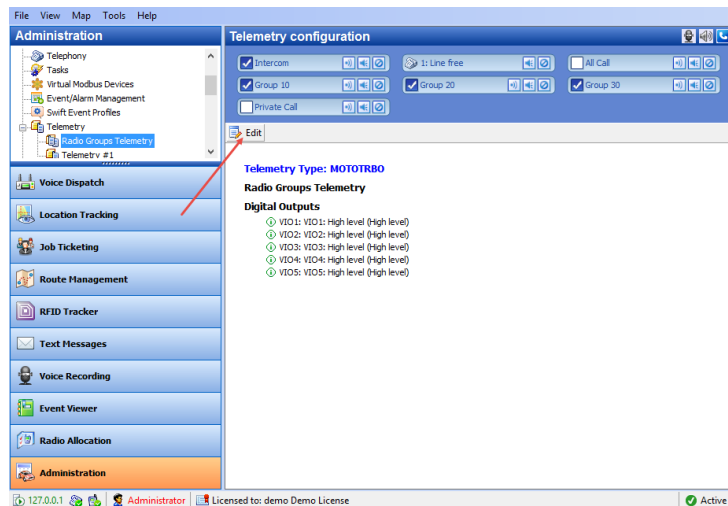 File View Map Tools Help
Administration
Telephony
Tasks
Virtual Modbus Devices
Event/Alarm Management
Swift Event Profiles
Telemetry
Radio Groups Telemetry
Telemetry #1
Voice Dispatch
Location Tracking
Job Ticketing
Route Management
RFID Tracker
Text Messages
Voice Recording
Event Viewer
Radio Allocation
Administration
Telemetry configuration
Intercom
1: Line free
All Call
Group 10
Group 20
Group 30
Private Call
Edit
Telemetry Type: MOTOTRBO
Radio Groups Telemetry
Digital Outputs
VIO1: VIO1: High level (High level)
VIO2: VIO2: High level (High level)
VIO3: VIO3: High level (High level)
VIO4: VIO4: High level (High level)
VIO5: VIO5: High level (High level)
127.0.0.1 Administrator Licensed to: demo Demo License Active